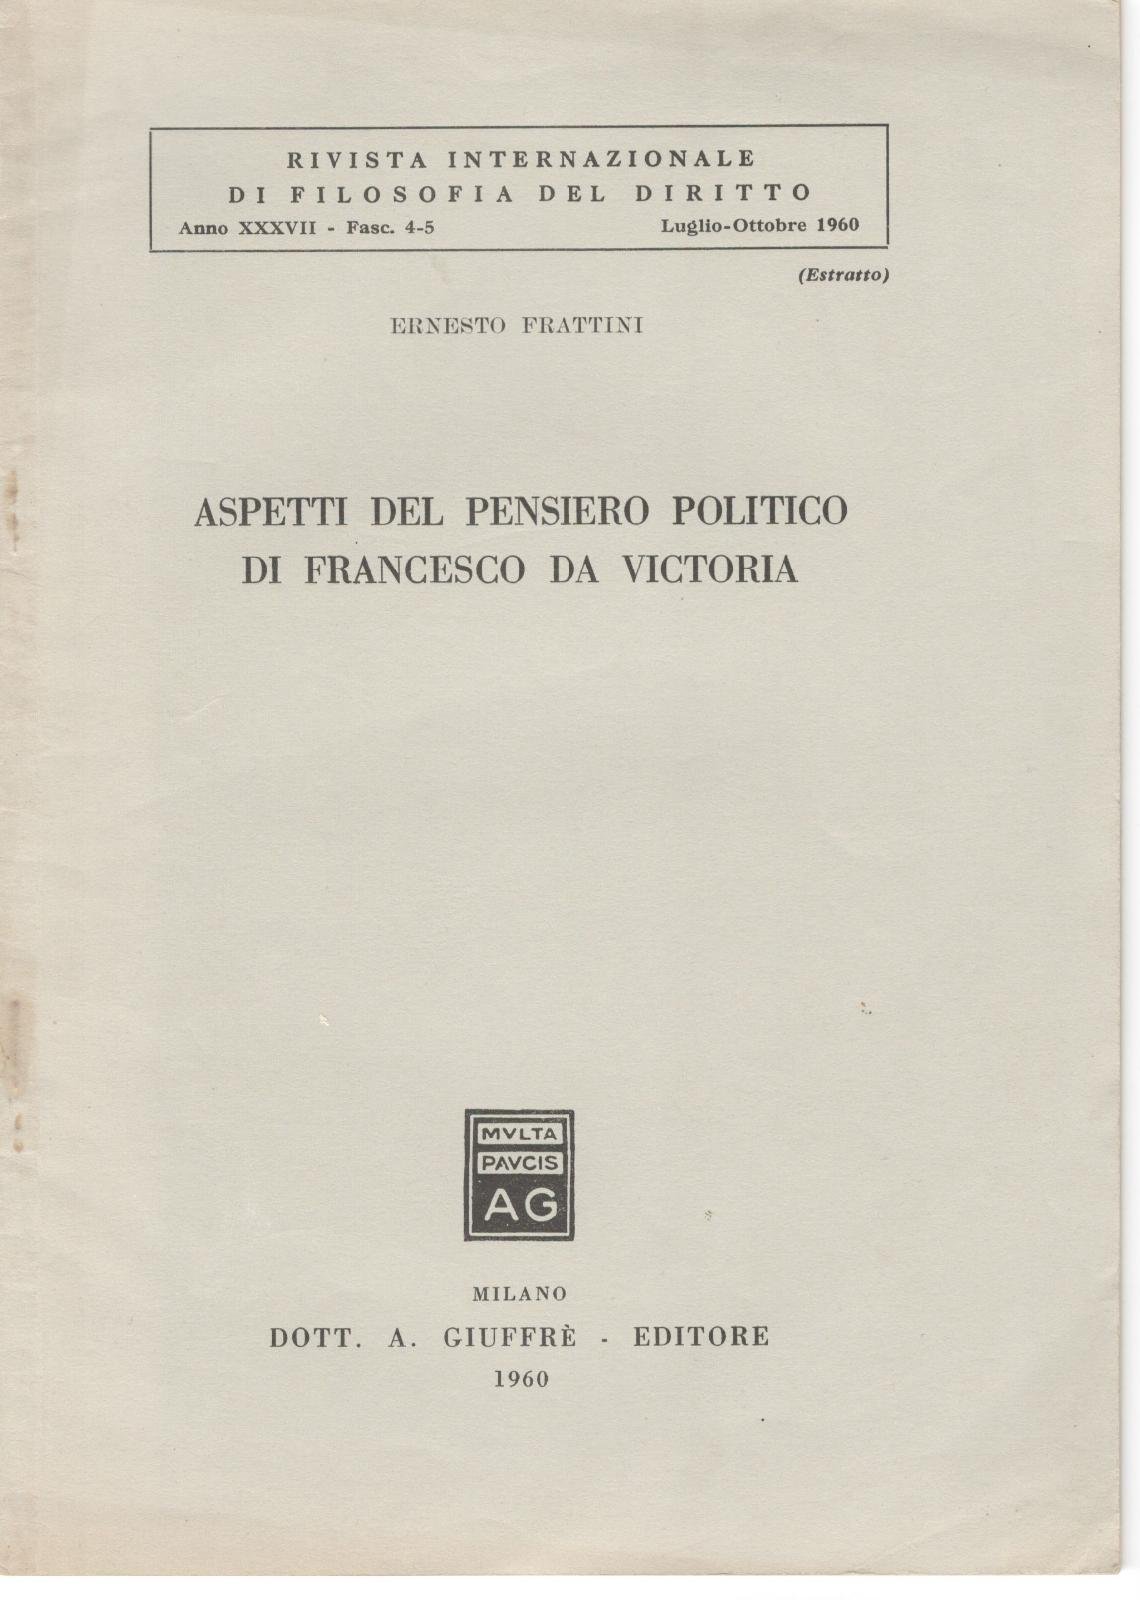 RIVISTA INTERNAZIONALE
DI FILOSOFIA DEL DIRITTO
Anno XXXVII - Fasc. 4-5 Luglio-Ottobre 1960
(Estratto)
ERNESTO FRATTINI
ASPETTI DEL PENSIERO POLITICO
DI FRANCESCO DA VICTORIA
MVLTA
PAVCIS
AG
MILANO
DOTT. A. GIUFFRÈ - EDITORE
1960